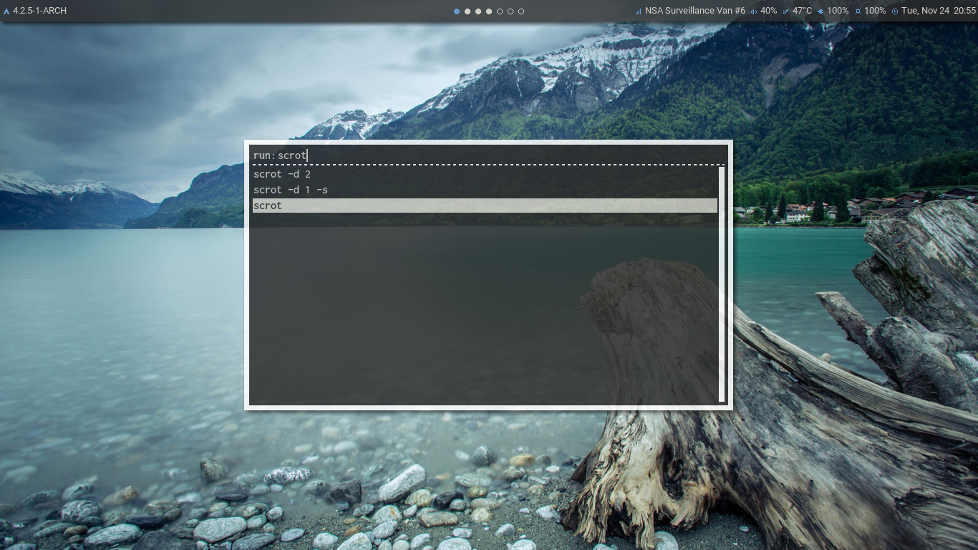 4.2.5-1-ARCH
NSA Surveillance Van #6 40% 47°C 100% 100% Tue, Nov 24 20:55
run: scrot
scrot -d 2
scrot -d 1 -s
scrot